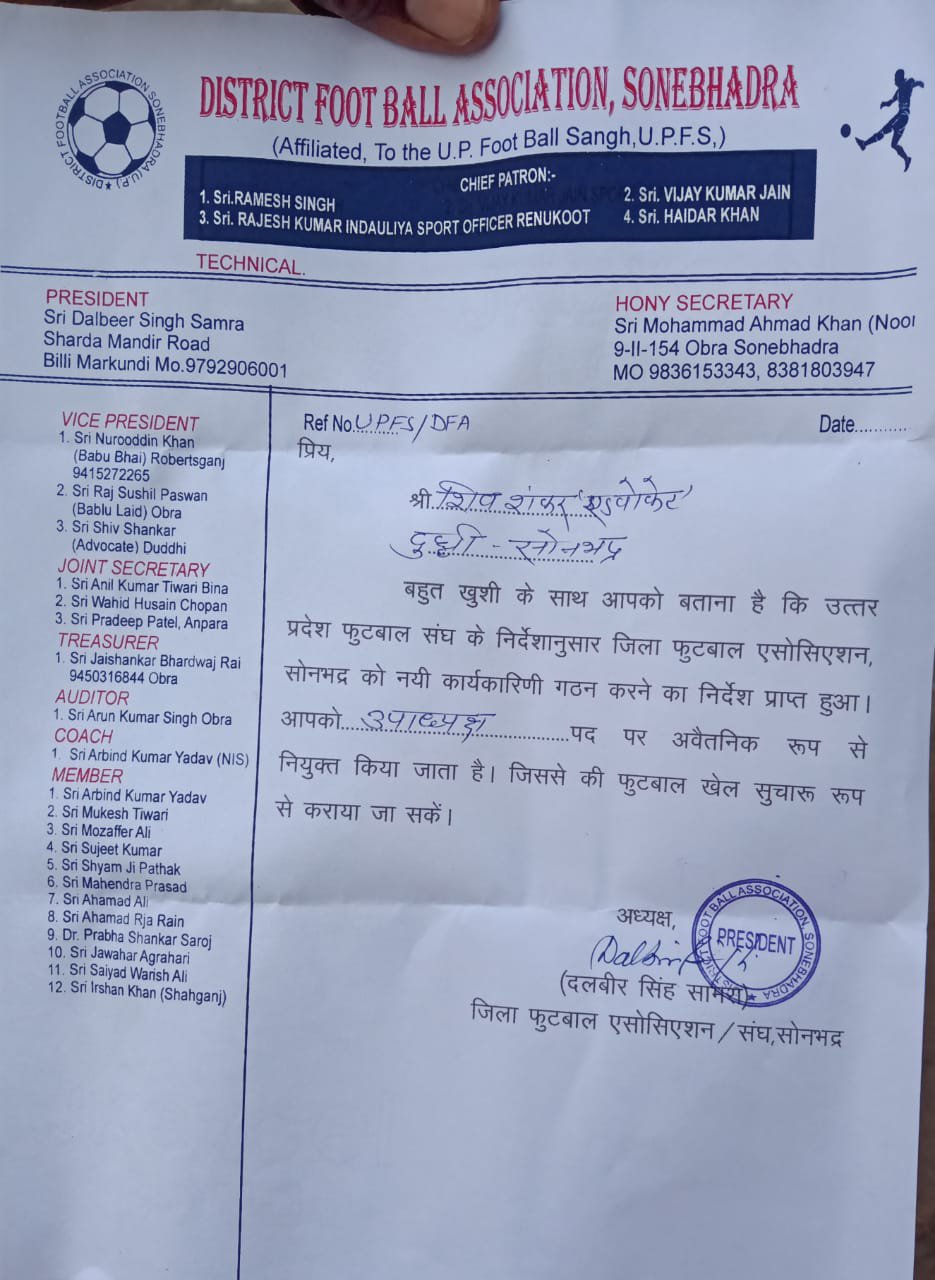 DISTRICT FOOTBALL ASSOCIATION SONEBHADRA (U.P.)
DISTRICT FOOT BALL ASSOCIATION, SONEBHADRA
(Affiliated, To the U.P. Foot Ball Sangh,U.P.F.S,)
CHIEF PATRON:-
1. Sri.RAMESH SINGH
2. Sri. VIJAY KUMAR JAIN
3. Sri. RAJESH KUMAR INDAULIYA SPORT OFFICER RENUKOOT
4. Sri. HAIDAR KHAN
TECHNICAL.
PRESIDENT
Sri Dalbeer Singh Samra
Sharda Mandir Road
Billi Markundi Mo.9792906001
HONY SECRETARY
Sri Mohammad Ahmad Khan (Noor
9-II-154 Obra Sonebhadra
MO 9836153343, 8381803947
VICE PRESIDENT
1. Sri Nurooddin Khan
(Babu Bhai) Robertsganj
9415272265
2. Sri Raj Sushil Paswan
(Bablu Laid) Obra
3. Sri Shiv Shankar
(Advocate) Duddhi
JOINT SECRETARY
1. Sri Anil Kumar Tiwari Bina
2. Sri Wahid Husain Chopan
3. Sri Pradeep Patel, Anpara
TREASURER
1. Sri Jaishankar Bhardwaj Rai
9450316844 Obra
AUDITOR
1. Sri Arun Kumar Singh Obra
COACH
1. Sri Arbind Kumar Yadav (NIS)
MEMBER
1. Sri Arbind Kumar Yadav
2. Sri Mukesh Tiwari
3. Sri Mozaffer Ali
4. Sri Sujeet Kumar
5. Sri Shyam Ji Pathak
6. Sri Mahendra Prasad
7. Sri Ahamad Ali
8. Sri Ahamad Rja Rain
9. Dr. Prabha Shankar Saroj
10. Sri Jawahar Agrahari
11. Sri Saiyad Warish Ali
12. Sri Irshan Khan (Shahganj)
Ref No.UPFS/DFA
Date...........
प्रिय,
श्री शिव शंकर 'एडवोकेट'
दुद्धी - सोनभद्र
बहुत खुशी के साथ आपको बताना है कि उत्तर
प्रदेश फुटबाल संघ के निर्देशानुसार जिला फुटबाल एसोसिएशन,
सोनभद्र को नयी कार्यकारिणी गठन करने का निर्देश प्राप्त हुआ।
आपको...उपाध्यक्ष...............पद पर अवैतनिक रूप से
नियुक्त किया जाता है। जिससे की फुटबाल खेल सुचारू रूप
से कराया जा सकें।
अध्यक्ष,
DISTRICT FOOT BALL ASSOCIATION, SONEBHADRA
PRESIDENT
(दलबीर सिंह सामरा)
जिला फुटबाल एसोसिएशन/संघ,सोनभद्र